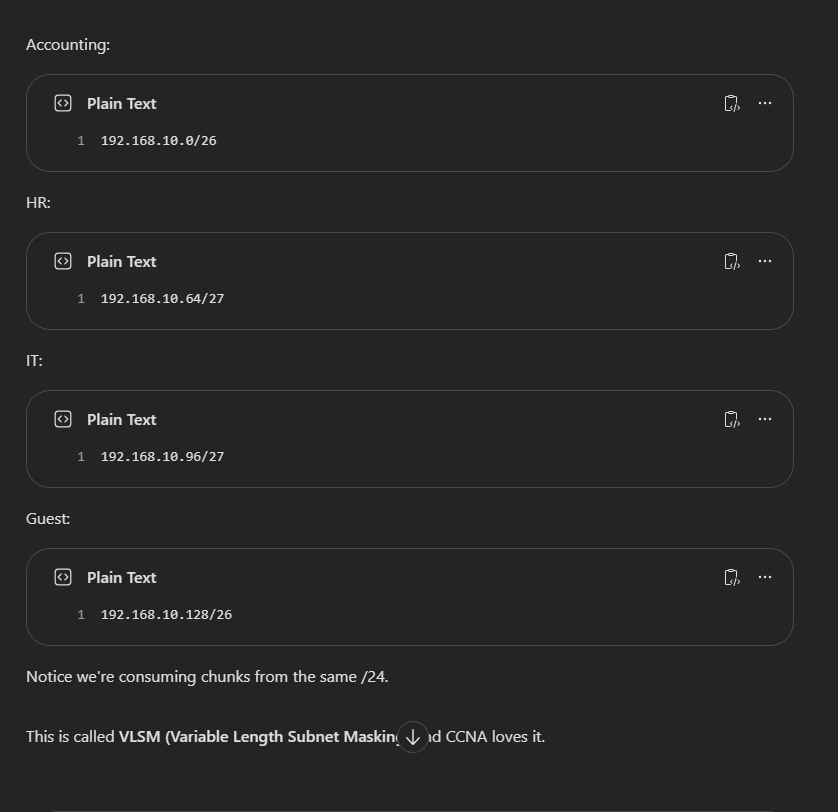 Accounting:
Plain Text
1 192.168.10.0/26
HR:
Plain Text
1 192.168.10.64/27
IT:
Plain Text
1 192.168.10.96/27
Guest:
Plain Text
1 192.168.10.128/26
Notice we're consuming chunks from the same /24.
This is called VLSM (Variable Length Subnet Masking and CCNA loves it.